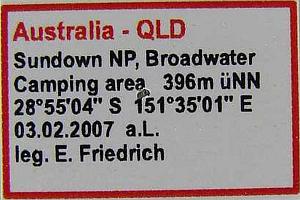 Australia - QLD
Sundown NP, Broadwater
Camping area 396m üNN
28°55'04" S 151°35'01" E
03.02.2007 a.L.
leg. E. Friedrich